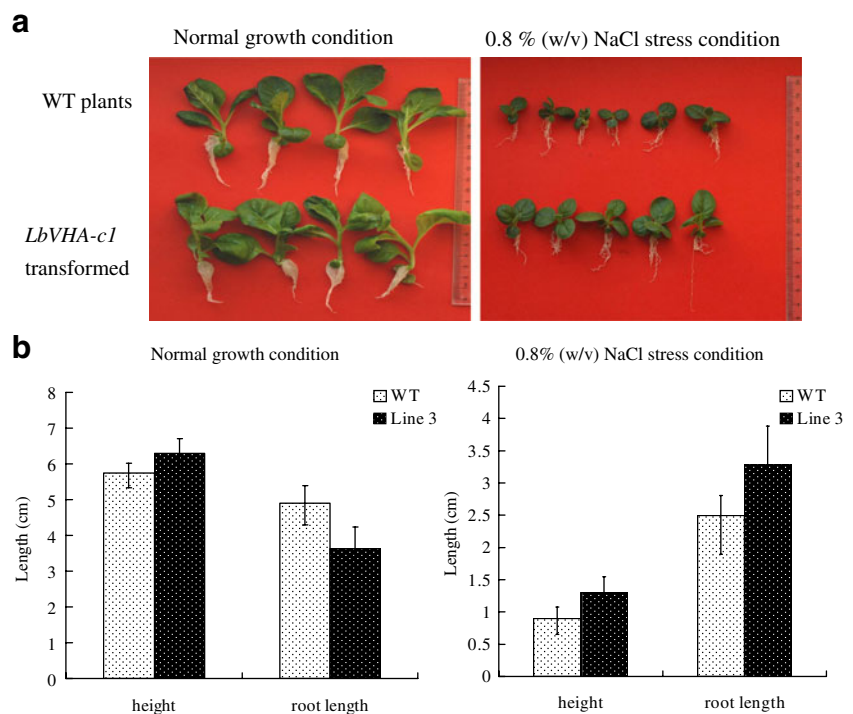 a
Normal growth condition
0.8 % (w/v) NaCl stress condition
WT plants
LbVHA-c1
transformed
b
Normal growth condition
0.8% (w/v) NaCl stress condition
Length (cm)
8
7
6
5
4
3
2
1
0
WT
Line 3
height
root length
Length (cm)
4.5
4
3.5
3
2.5
2
1.5
1
0.5
0
WT
Line 3
height
root length